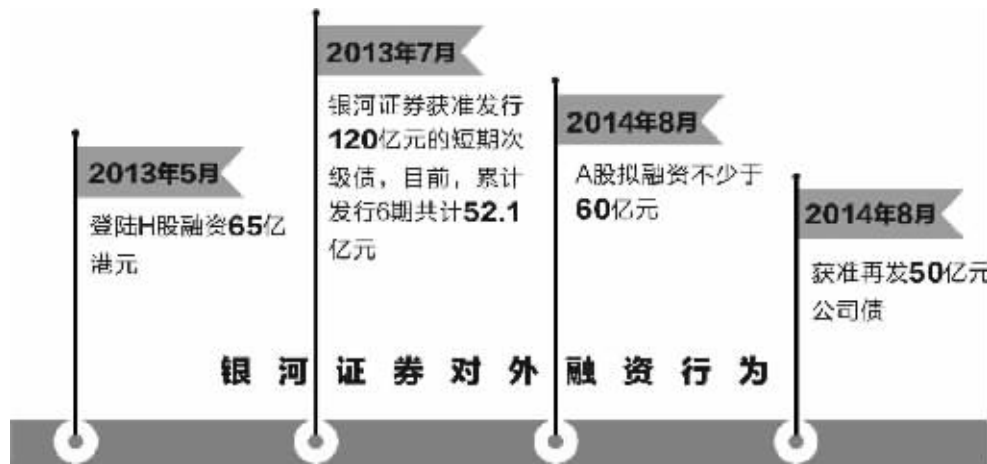 2013年5月
登陆H股融资65亿
港元
2013年7月
银河证券获准发行
120亿元的短期次
级债，目前，累计
发行6期共计52.1
亿元
2014年8月
A股拟融资不少于
60亿元
2014年8月
获准再发50亿元
公司债
银河证券对外融资行为